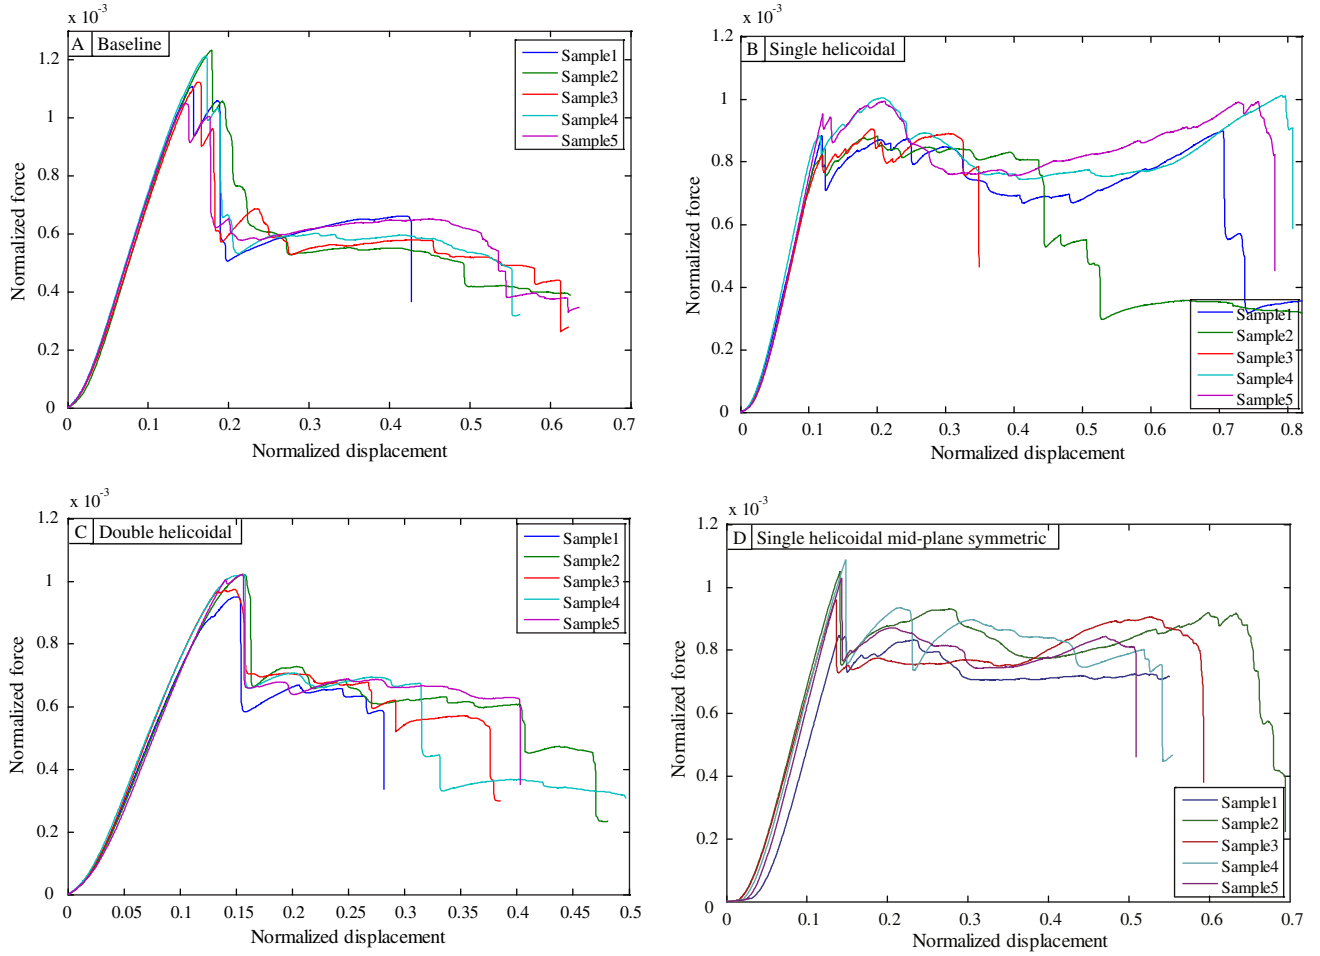 x 10-3
A Baseline
1.2
1
0.8
0.6
0.4
0.2
0
Normalized force
0 0.1 0.2 0.3 0.4 0.5 0.6 0.7
Normalized displacement
Sample1
Sample2
Sample3
Sample4
Sample5
x 10-3
B Single helicoidal
1.2
1
0.8
0.6
0.4
0.2
0
Normalized force
0 0.1 0.2 0.3 0.4 0.5 0.6 0.7 0.8
Normalized displacement
Sample1
Sample2
Sample3
Sample4
Sample5
x 10-3
C Double helicoidal
1.2
1
0.8
0.6
0.4
0.2
0
Normalized force
0 0.05 0.1 0.15 0.2 0.25 0.3 0.35 0.4 0.45 0.5
Normalized displacement
Sample1
Sample2
Sample3
Sample4
Sample5
x 10-3
D Single helicoidal mid-plane symmetric
1.2
1
0.8
0.6
0.4
0.2
0
Normalized force
0 0.1 0.2 0.3 0.4 0.5 0.6 0.7
Normalized displacement
Sample1
Sample2
Sample3
Sample4
Sample5